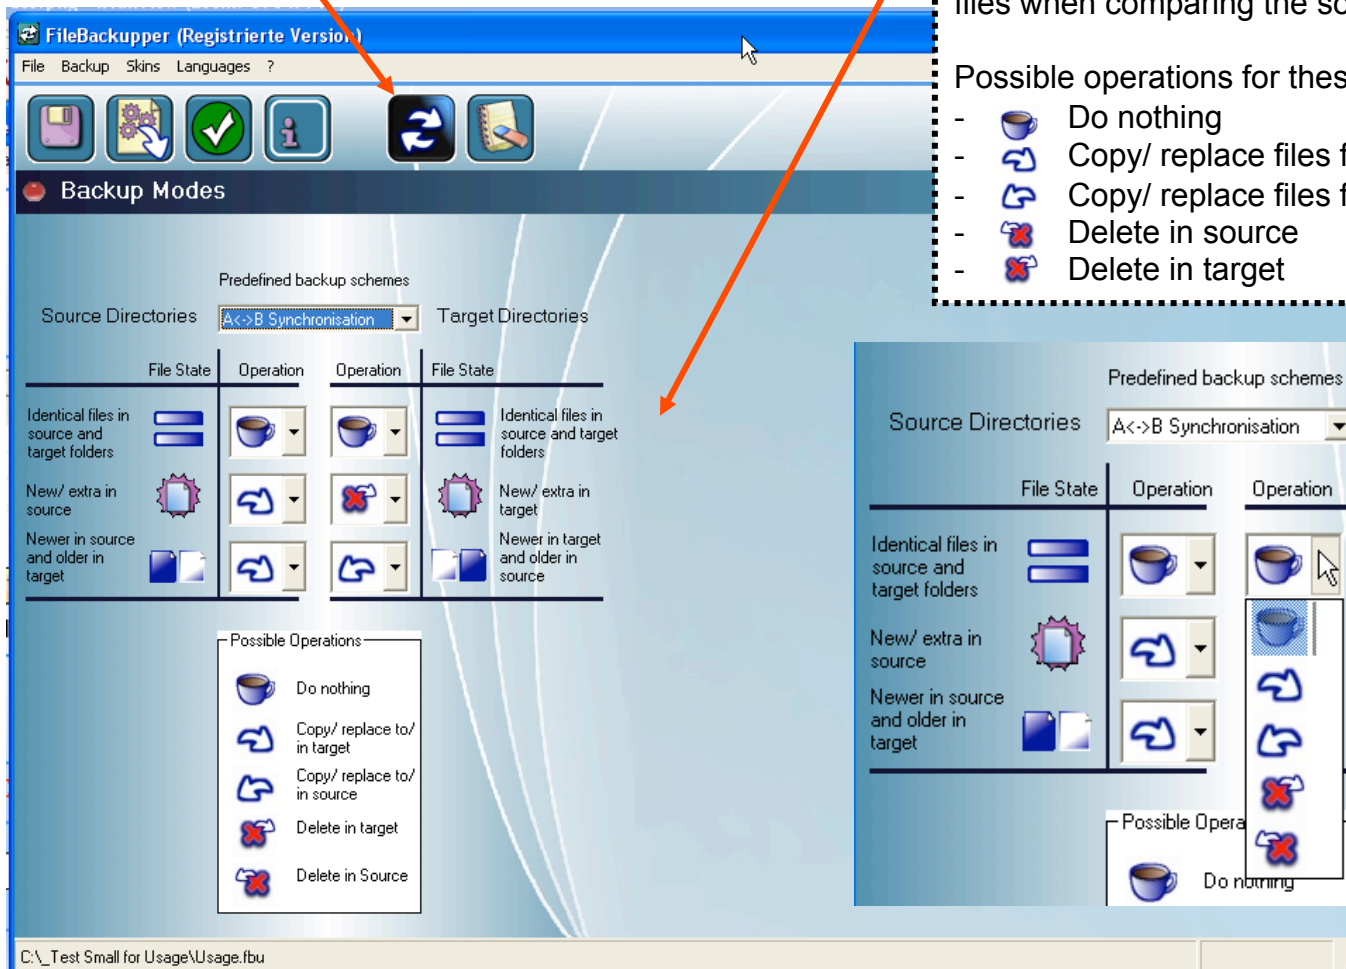 FileBackupper (Registrierte Version)
File Backup Skins Languages ?
Backup Modes
Predefined backup schemes
Source Directories A<->B Synchronisation Target Directories
File State Operation Operation File State
Identical files in
source and
target folders
Identical files in
source and target
folders
New/ extra in
source
New/ extra in
target
Newer in source
and older in
target
Newer in target
and older in
source
Possible Operations
Do nothing
Copy/ replace to/
in target
Copy/ replace to/
in source
Delete in target
Delete in Source
C:\_Test Small for Usage\Usage.fbu
files when comparing the so
Possible operations for thes
- Do nothing
- Copy/ replace files f
- Copy/ replace files f
- Delete in source
- Delete in target
Predefined backup schemes
Source Directories A<->B Synchronisation
File State Operation Operation
Identical files in
source and
target folders
New/ extra in
source
Newer in source
and older in
target
Possible Opera
Do nothing